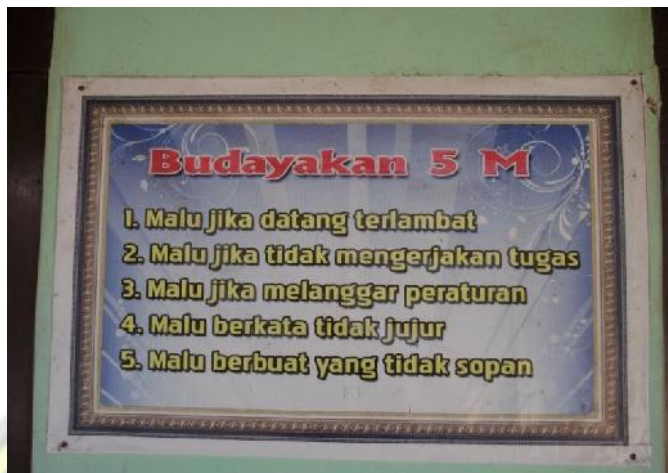 Budayakan 5 M
1. Malu jika datang terlambat
2. Malu jika tidak mengerjakan tugas
3. Malu jika melanggar peraturan
4. Malu berkata tidak jujur
5. Malu berbuat yang tidak sopan